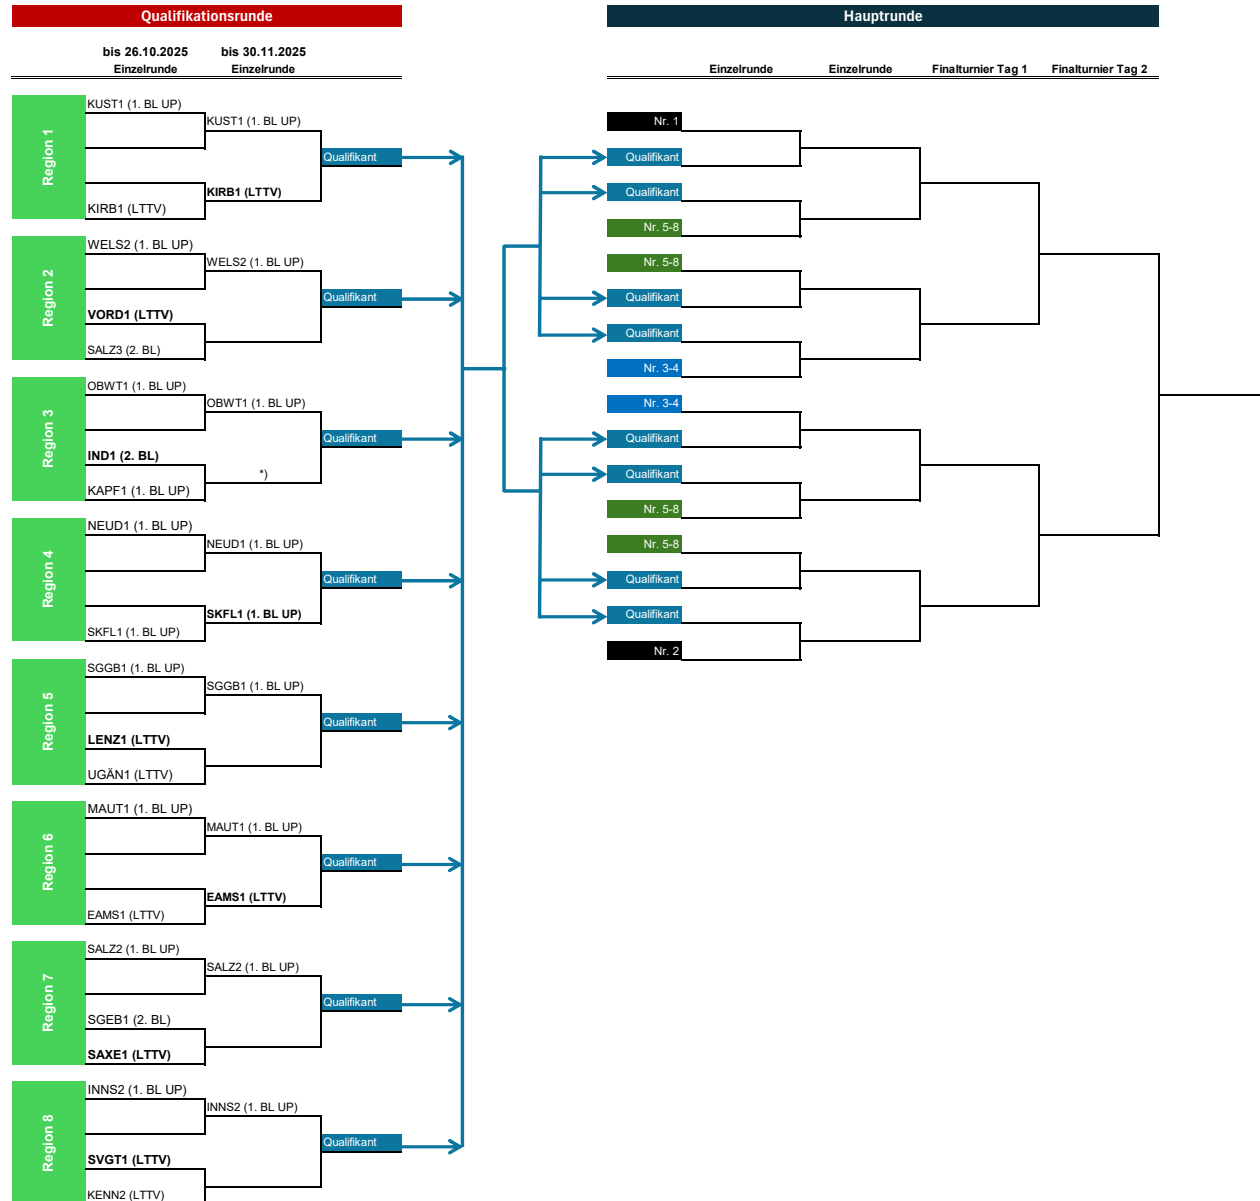 Qualifikationsrunde
Hauptrunde
bis 26.10.2025
bis 30.11.2025
Einzelrunde
Einzelrunde
Einzelrunde
Einzelrunde
Finalturnier Tag 1
Finalturnier Tag 2
Region 1
KUST1 (1. BL UP)
KUST1 (1. BL UP)
Qualifikant
KIRB1 (LTTV)
KIRB1 (LTTV)
Region 2
WELS2 (1. BL UP)
WELS2 (1. BL UP)
Qualifikant
VORD1 (LTTV)
SALZ3 (2. BL)
Region 3
OBWT1 (1. BL UP)
OBWT1 (1. BL UP)
Qualifikant
IND1 (2. BL)
*)
KAPF1 (1. BL UP)
Region 4
NEUD1 (1. BL UP)
NEUD1 (1. BL UP)
Qualifikant
SKFL1 (1. BL UP)
SKFL1 (1. BL UP)
Region 5
SGGB1 (1. BL UP)
SGGB1 (1. BL UP)
Qualifikant
LENZ1 (LTTV)
UGÄN1 (LTTV)
Region 6
MAUT1 (1. BL UP)
MAUT1 (1. BL UP)
Qualifikant
EAMS1 (LTTV)
EAMS1 (LTTV)
Region 7
SALZ2 (1. BL UP)
SALZ2 (1. BL UP)
Qualifikant
SGEB1 (2. BL)
SAXE1 (LTTV)
Region 8
INNS2 (1. BL UP)
INNS2 (1. BL UP)
Qualifikant
SVGT1 (LTTV)
KENN2 (LTTV)
Nr. 1
Qualifikant
Qualifikant
Nr. 5-8
Nr. 5-8
Qualifikant
Qualifikant
Nr. 3-4
Nr. 3-4
Qualifikant
Qualifikant
Nr. 5-8
Nr. 5-8
Qualifikant
Qualifikant
Nr. 2